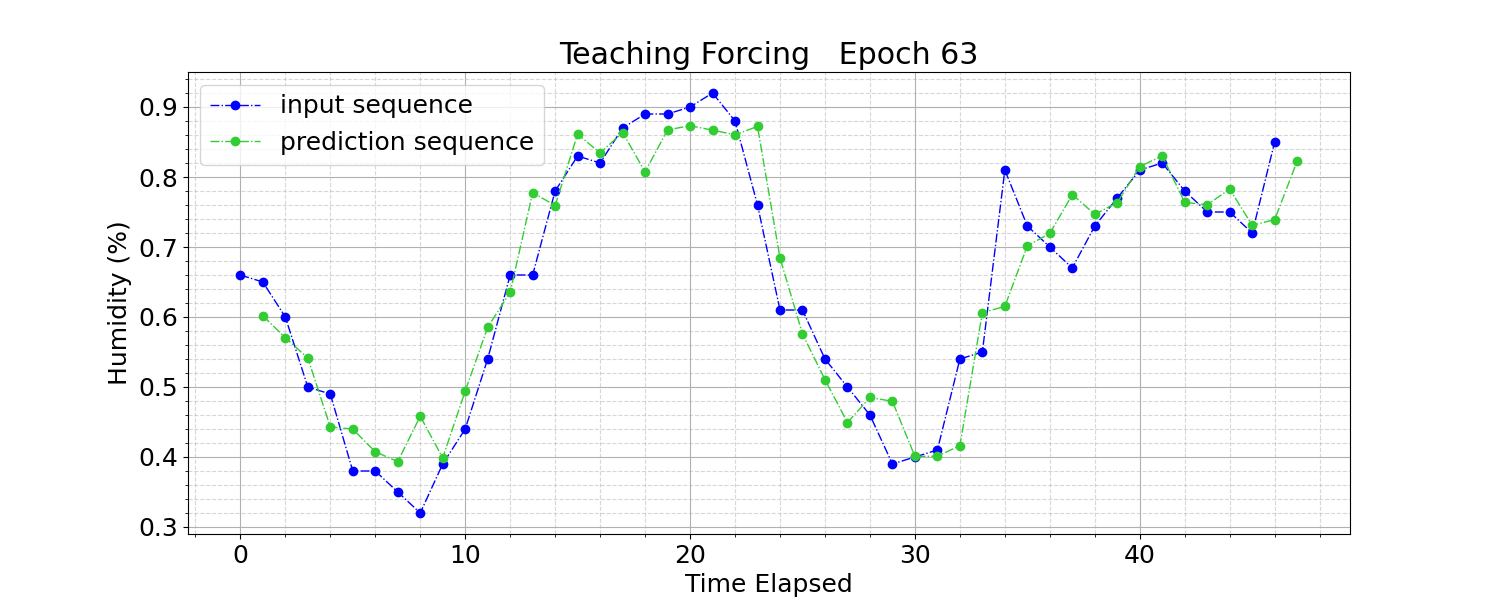 Teaching Forcing   Epoch 63
input sequence
prediction sequence
Humidity (%)
0.9
0.8
0.7
0.6
0.5
0.4
0.3
0 10 20 30 40
Time Elapsed